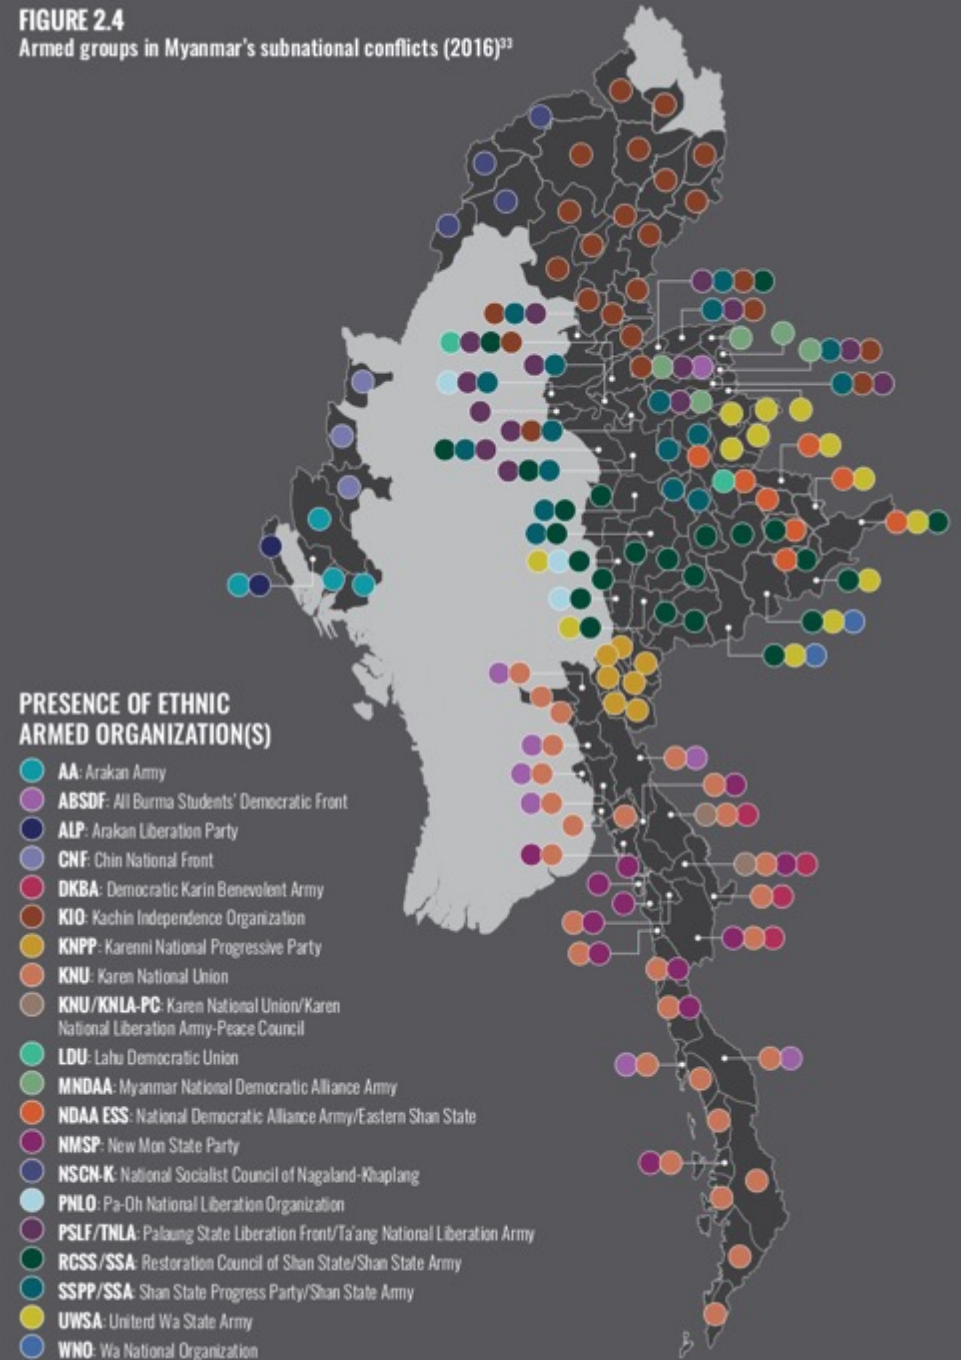 FIGURE 2.4
Armed groups in Myanmar's subnational conflicts (2016)³³
PRESENCE OF ETHNIC
ARMED ORGANIZATION(S)
AA: Arakan Army
ABSDF: All Burma Students' Democratic Front
ALP: Arakan Liberation Party
CNF: Chin National Front
DKBA: Democratic Karin Benevolent Army
KIO: Kachin Independence Organization
KNPP: Karenni National Progressive Party
KNU: Karen National Union
KNU/KNLA-PC: Karen National Union/Karen
National Liberation Army-Peace Council
LDU: Lahu Democratic Union
MNDAA: Myanmar National Democratic Alliance Army
NDAA ESS: National Democratic Alliance Army/Eastern Shan State
NMSP: New Mon State Party
NSCN-K: National Socialist Council of Nagaland-Khaplang
PNLO: Pa-Oh National Liberation Organization
PSLF/TNLA: Palaung State Liberation Front/Ta'ang National Liberation Army
RCSS/SSA: Restoration Council of Shan State/Shan State Army
SSPP/SSA: Shan State Progress Party/Shan State Army
UWSA: Uniterd Wa State Army
WNO: Wa National Organization